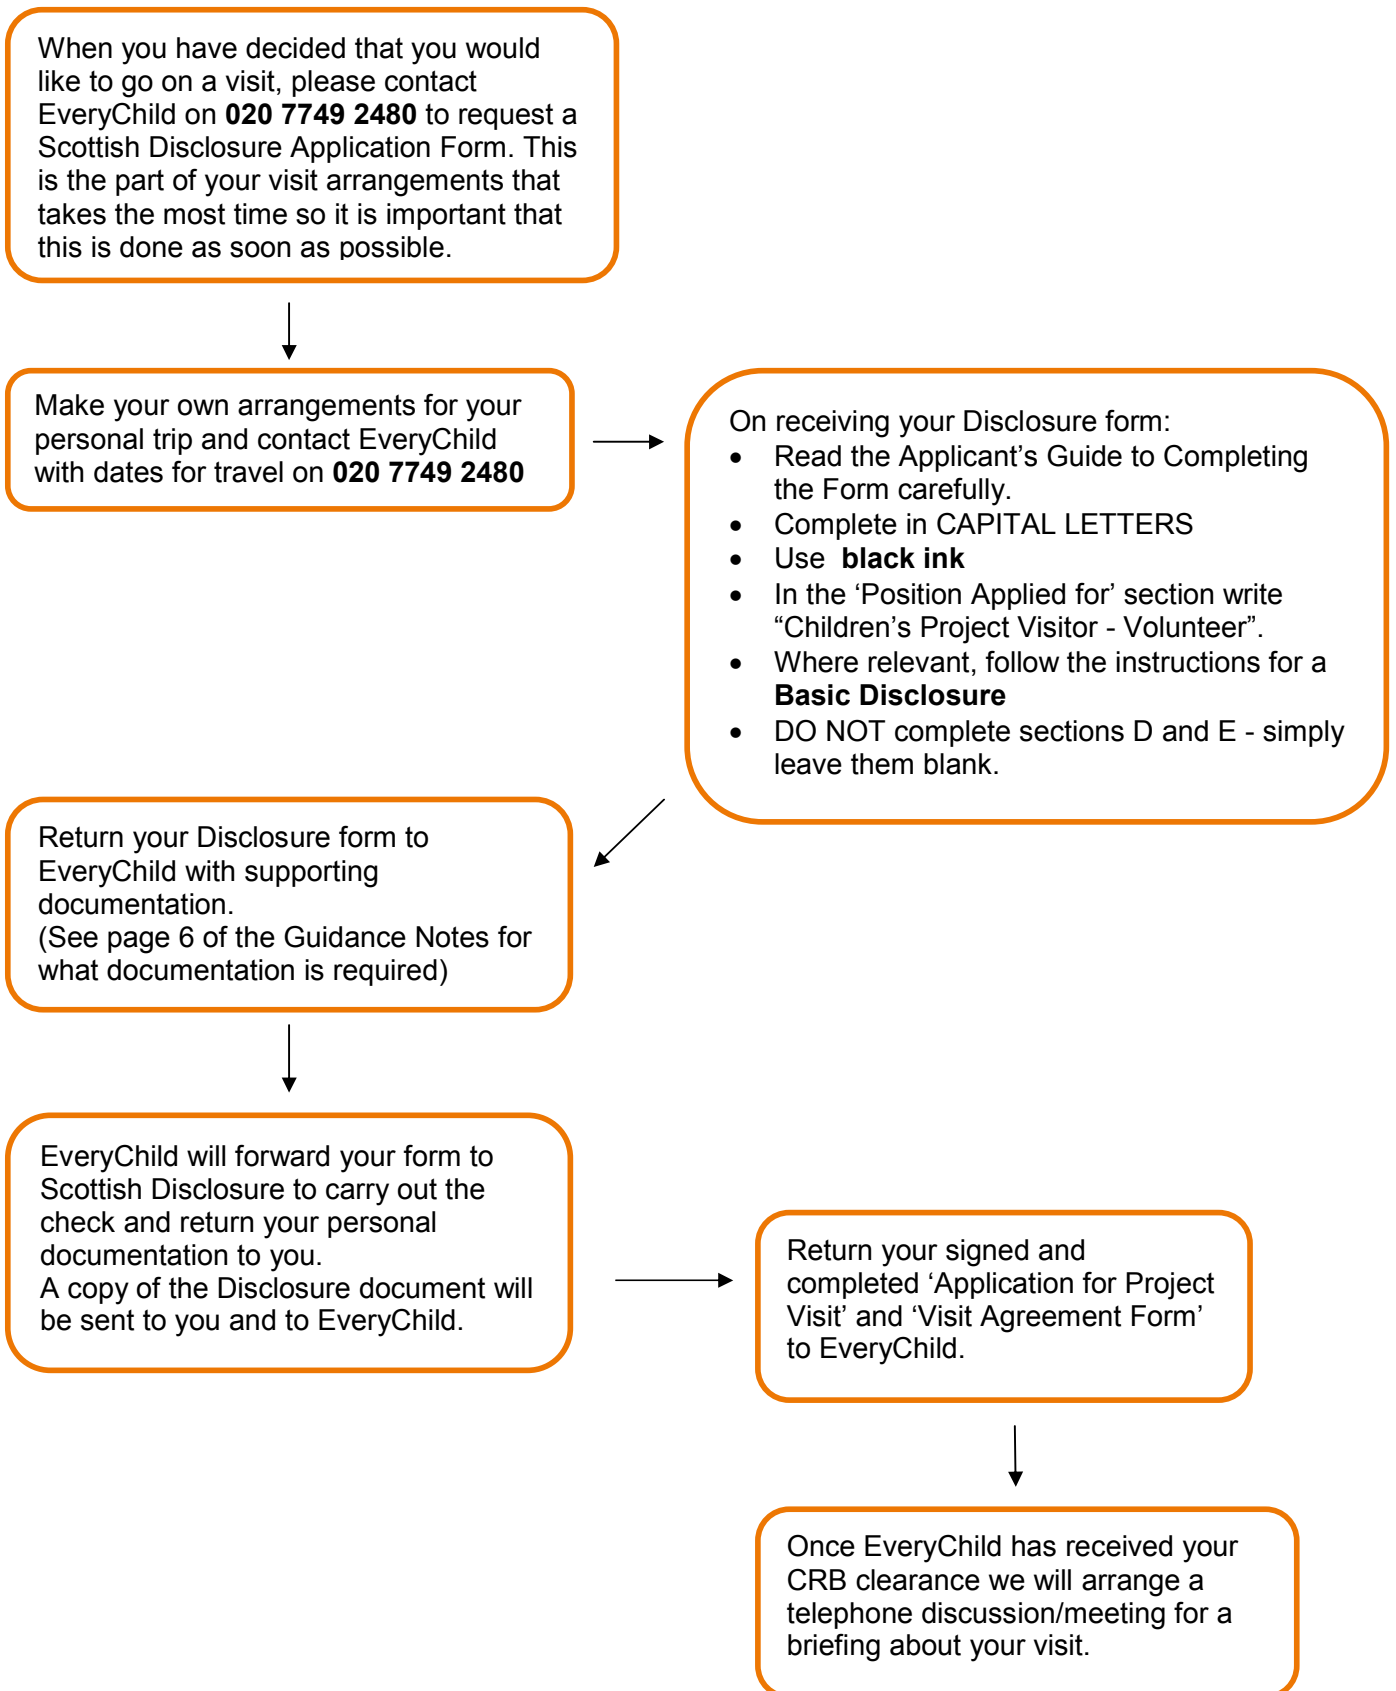 When you have decided that you would
like to go on a visit, please contact
EveryChild on 020 7749 2480 to request a
Scottish Disclosure Application Form. This
is the part of your visit arrangements that
takes the most time so it is important that
this is done as soon as possible.
Make your own arrangements for your
personal trip and contact EveryChild
with dates for travel on 020 7749 2480
On receiving your Disclosure form:
• Read the Applicant’s Guide to Completing
the Form carefully.
• Complete in CAPITAL LETTERS
• Use black ink
• In the ‘Position Applied for’ section write
“Children’s Project Visitor - Volunteer”.
• Where relevant, follow the instructions for a
Basic Disclosure
• DO NOT complete sections D and E - simply
leave them blank.
Return your Disclosure form to
EveryChild with supporting
documentation.
(See page 6 of the Guidance Notes for
what documentation is required)
EveryChild will forward your form to
Scottish Disclosure to carry out the
check and return your personal
documentation to you.
A copy of the Disclosure document will
be sent to you and to EveryChild.
Return your signed and
completed ‘Application for Project
Visit’ and ‘Visit Agreement Form’
to EveryChild.
Once EveryChild has received your
CRB clearance we will arrange a
telephone discussion/meeting for a
briefing about your visit.